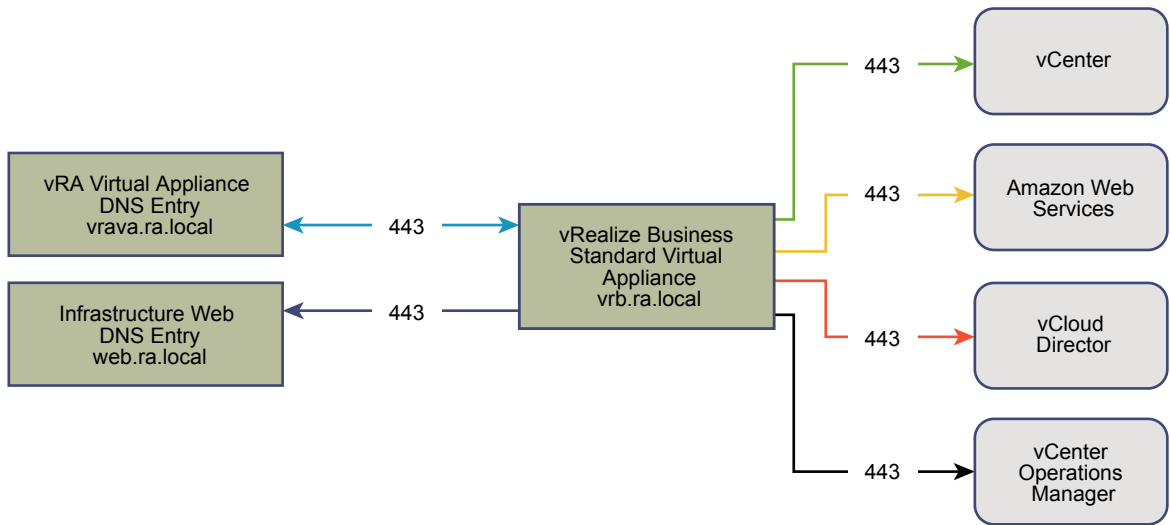 vRA Virtual Appliance
DNS Entry
vrava.ra.local
443
Infrastructure Web
DNS Entry
web.ra.local
443
vRealize Business
Standard Virtual
Appliance
vrb.ra.local
443
vCenter
443
Amazon Web
Services
443
vCloud
Director
443
vCenter
Operations
Manager